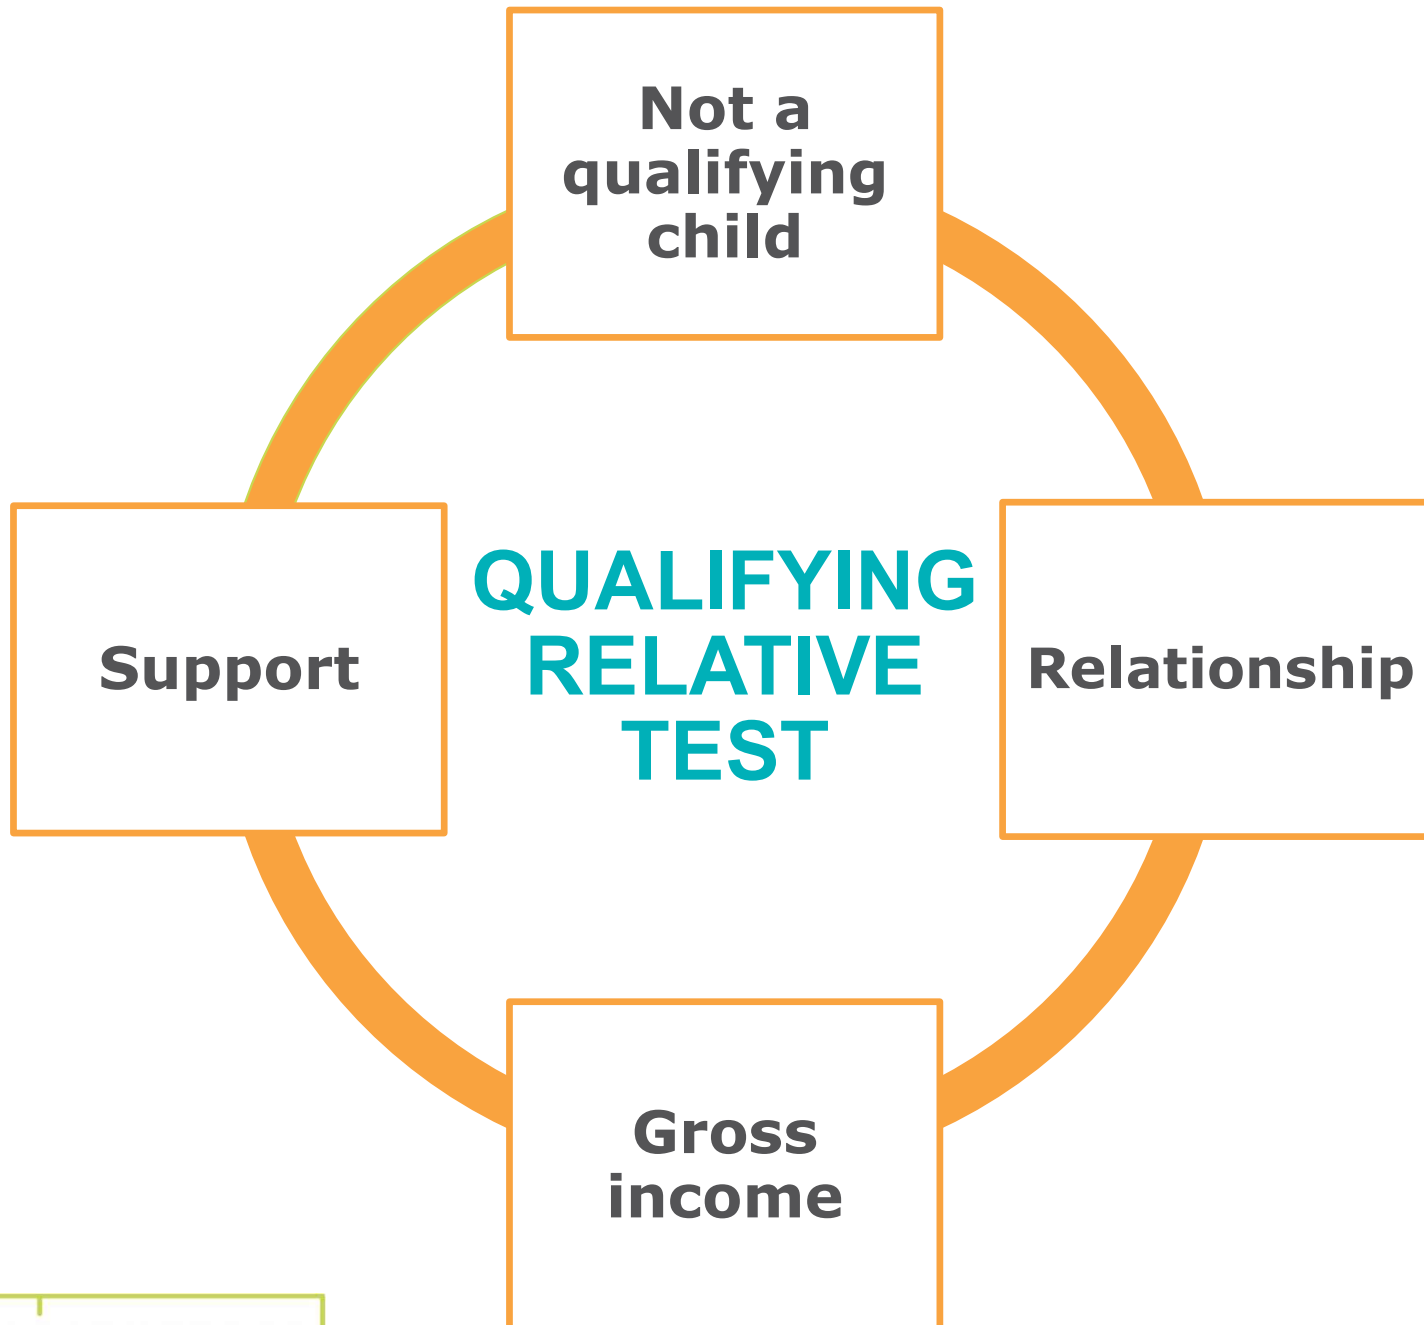 Not a
qualifying
child
QUALIFYING
RELATIVE
TEST
Support
Relationship
Gross
income